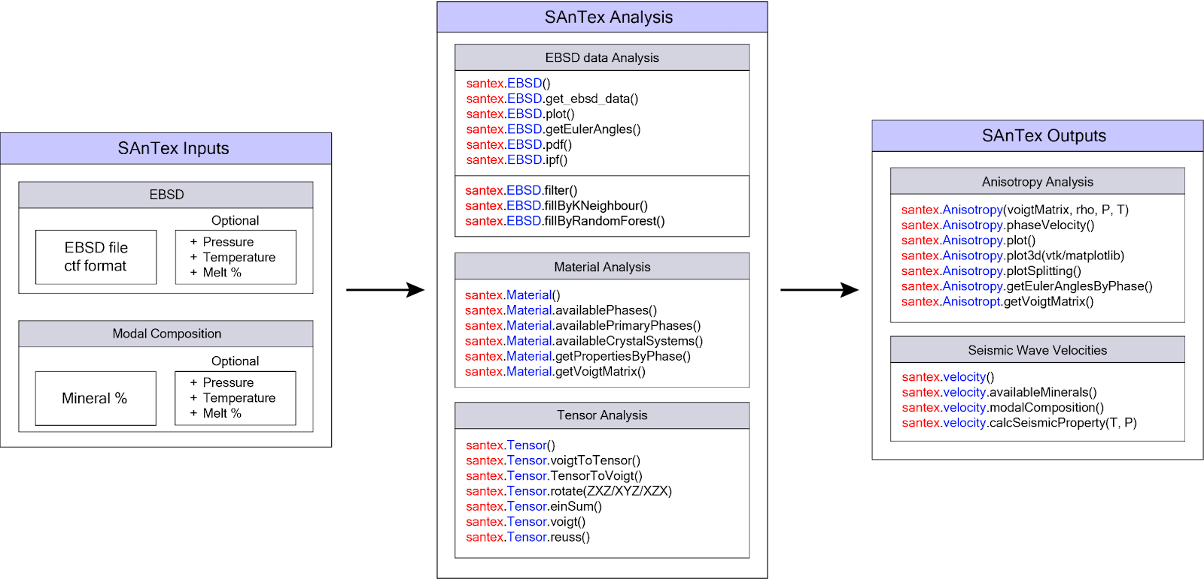 SAnTex Inputs
EBSD
EBSD file
ctf format
Optional
+ Pressure
+ Temperature
+ Melt %
Modal Composition
Mineral %
Optional
+ Pressure
+ Temperature
+ Melt %
SAnTex Analysis
EBSD data Analysis
santex.EBSD()
santex.EBSD.get_ebsd_data()
santex.EBSD.plot()
santex.EBSD.getEulerAngles()
santex.EBSD.pdf()
santex.EBSD.ipf()
santex.EBSD.filter()
santex.EBSD.fillByKNeighbour()
santex.EBSD.fillByRandomForest()
Material Analysis
santex.Material()
santex.Material.availablePhases()
santex.Material.availablePrimaryPhases()
santex.Material.availableCrystalSystems()
santex.Material.getPropertiesByPhase()
santex.Material.getVoigtMatrix()
Tensor Analysis
santex.Tensor()
santex.Tensor.voigtToTensor()
santex.Tensor.TensorToVoigt()
santex.Tensor.rotate(ZXZ/XYZ/XZX)
santex.Tensor.einSum()
santex.Tensor.voigt()
santex.Tensor.reuss()
SAnTex Outputs
Anisotropy Analysis
santex.Anisotropy(voigtMatrix, rho, P, T)
santex.Anisotropy.phaseVelocity()
santex.Anisotropy.plot()
santex.Anisotropy.plot3d(vtk/matplotlib)
santex.Anisotropy.plotSplitting()
santex.Anisotropy.getEulerAnglesByPhase()
santex.Anisotropt.getVoigtMatrix()
Seismic Wave Velocities
santex.velocity()
santex.velocity.availableMinerals()
santex.velocity.modalComposition()
santex.velocity.calcSeismicProperty(T, P)